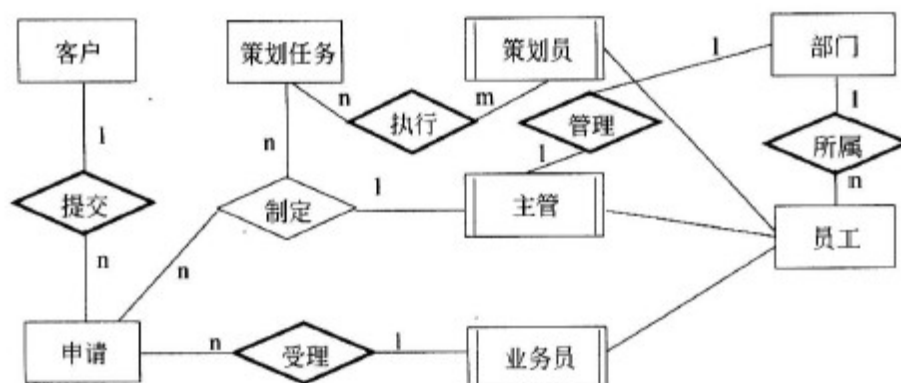 客户
策划任务
策划员
部门
1
n
执行
m
管理
1
1
所属
n
n
1
提交
制定
1
主管
员工
n
n
申请
n
受理
1
业务员